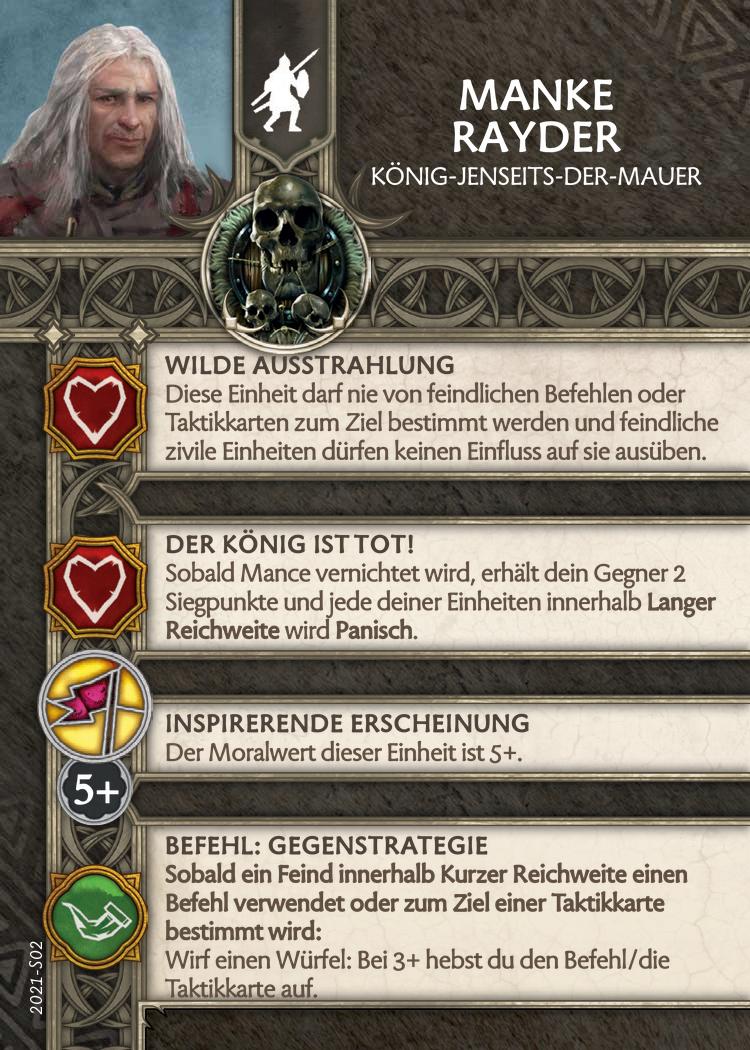 MANKE
RAYDER
KÖNIG-JENSEITS-DER-MAUER
WILDE AUSSTRAHLUNG
Diese Einheit darf nie von feindlichen Befehlen oder
Taktikkarten zum Ziel bestimmt werden und feindliche
zivile Einheiten dürfen keinen Einfluss auf sie ausüben.
DER KÖNIG IST TOT!
Sobald Mance vernichtet wird, erhält dein Gegner 2
Siegpunkte und jede deiner Einheiten innerhalb Langer
Reichweite wird Panisch.
INSPIRERENDE ERSCHEINUNG
Der Moralwert dieser Einheit ist 5+.
5+
BEFEHL: GEGENSTRATEGIE
Sobald ein Feind innerhalb Kurzer Reichweite einen
Befehl verwendet oder zum Ziel einer Taktikkarte
bestimmt wird:
Wirf einen Würfel: Bei 3+ hebst du den Befehl/die
Taktikkarte auf.
2021-S02